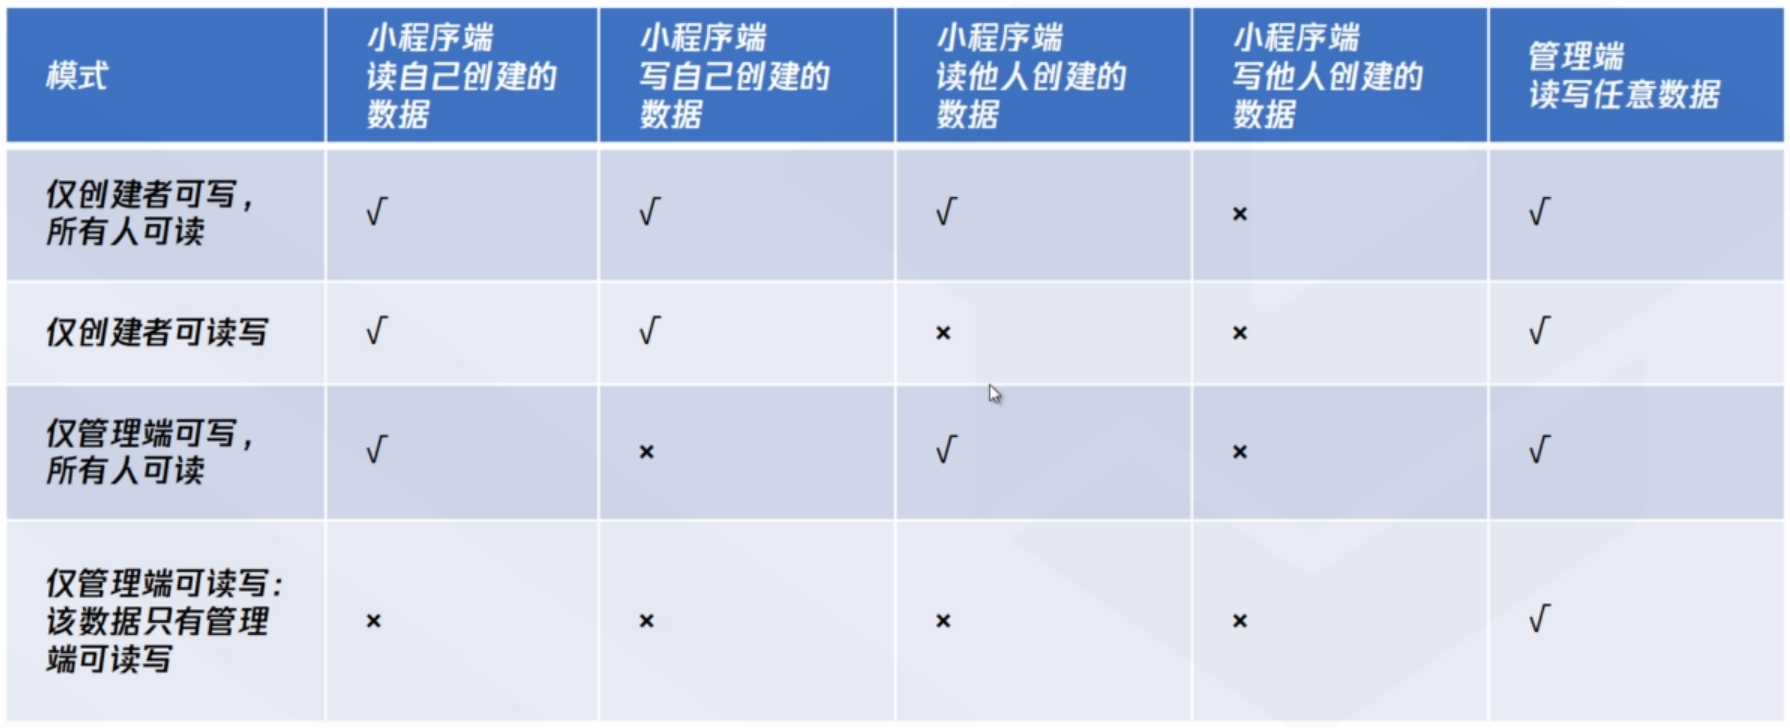 模式
小程序端
读自己创建的
数据
小程序端
写自己创建的
数据
小程序端
读他人创建的
数据
小程序端
写他人创建的
数据
管理端
读写任意数据
仅创建者可写，
所有人可读
√
√
√
×
√
仅创建者可读写
√
√
×
×
√
仅管理端可写，
所有人可读
√
×
√
×
√
仅管理端可读写：
该数据只有管理
端可读写
×
×
×
×
√